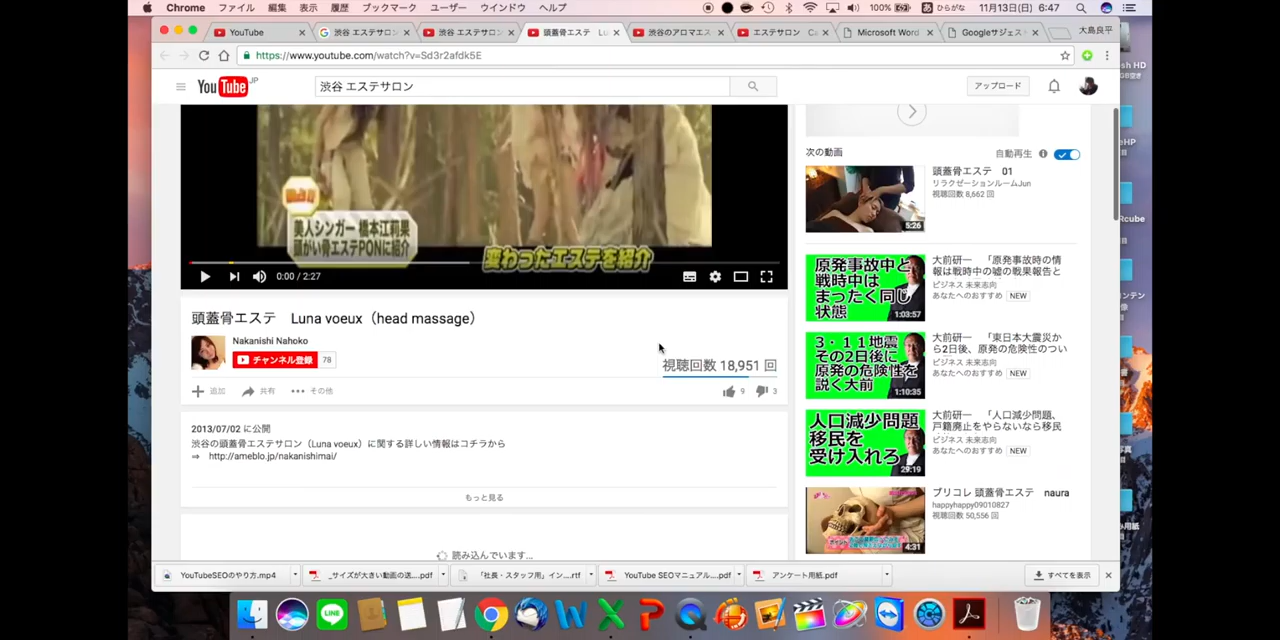 Chrome ファイル 編集 表示 履歴 ブックマーク ユーザー ウインドウ ヘルプ 100% ひらがな 11月13日(日) 6:47
YouTube 渋谷 エステサロン 渋谷 エステサロン 頭蓋骨エステ Lu 渋谷のアロマエス エステサロン Ca Microsoft Word Googleサジェス 大島良平
https://www.youtube.com/watch?v=Sd3r2afdk5E
YouTube JP 渋谷 エステサロン アップロード
美人シンガー 橋本江莉果
頭がい骨エステPONに紹介
変わったエステを紹介
0:00 / 2:27
頭蓋骨エステ Luna voeux（head massage）
Nakanishi Nahoko
チャンネル登録 78
視聴回数 18,951 回
追加 共有 その他 9 3
2013/07/02 に公開
渋谷の頭蓋骨エステサロン（Luna voeux）に関する詳しい情報はコチラから
⇒ http://ameblo.jp/nakanishimai/
もっと見る
読み込んでいます...
次の動画 自動再生
頭蓋骨エステ 01
リラクゼーションルームJun
視聴回数 8,662 回
5:26
原発事故中と
戦時中は
まったく同じ
状態
1:03:57
大前研一 「原発事故時の情
報は戦時中の嘘の戦果報告と
ビジネス 未来志向
あなたへのおすすめ NEW
3・11地震
その2日後に
原発の危険性を
説く大前
1:10:35
大前研一 「東日本大震災か
ら2日後、原発の危険性のつい
ビジネス 未来志向
あなたへのおすすめ NEW
人口減少問題
移民を
受け入れろ
29:19
大前研一 「人口減少問題、
戸籍廃止をやらないなら移民
ビジネス 未来志向
あなたへのおすすめ NEW
4:31
プリコレ 頭蓋骨エステ naura
happyhappy09010827
視聴回数 50,556 回
YouTubeSEOのやり方.mp4 _サイズが大きい動画の送....pdf 「社長・スタッフ用」イン...rtf YouTube SEOマニュアル....pdf アンケート用紙.pdf すべてを表示
LINE